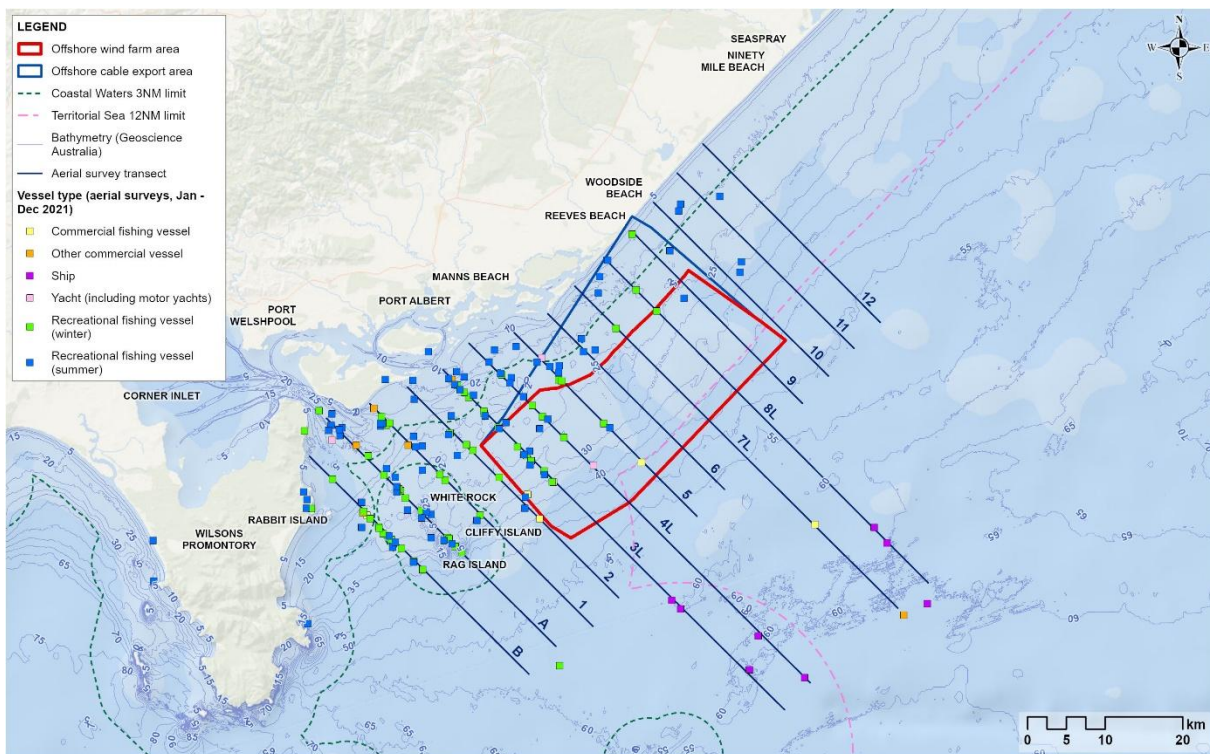 LEGEND
Offshore wind farm area
Offshore cable export area
Coastal Waters 3NM limit
Territorial Sea 12NM limit
Bathymetry (Geoscience
Australia)
Aerial survey transect
Vessel type (aerial surveys, Jan -
Dec 2021)
Commercial fishing vessel
Other commercial vessel
Ship
Yacht (including motor yachts)
Recreational fishing vessel
(winter)
Recreational fishing vessel
(summer)
N
W E
S
SEASPRAY
NINETY
MILE BEACH
WOODSIDE
BEACH
REEVES BEACH
MANNS BEACH
PORT ALBERT
PORT
WELSHPOOL
CORNER INLET
WHITE ROCK
RABBIT ISLAND
CLIFFY ISLAND
WILSONS
PROMONTORY
RAG ISLAND
12
11
10
9
8L
7L
6
5
4L
3L
2
1
A
B
km
0 5 10 20